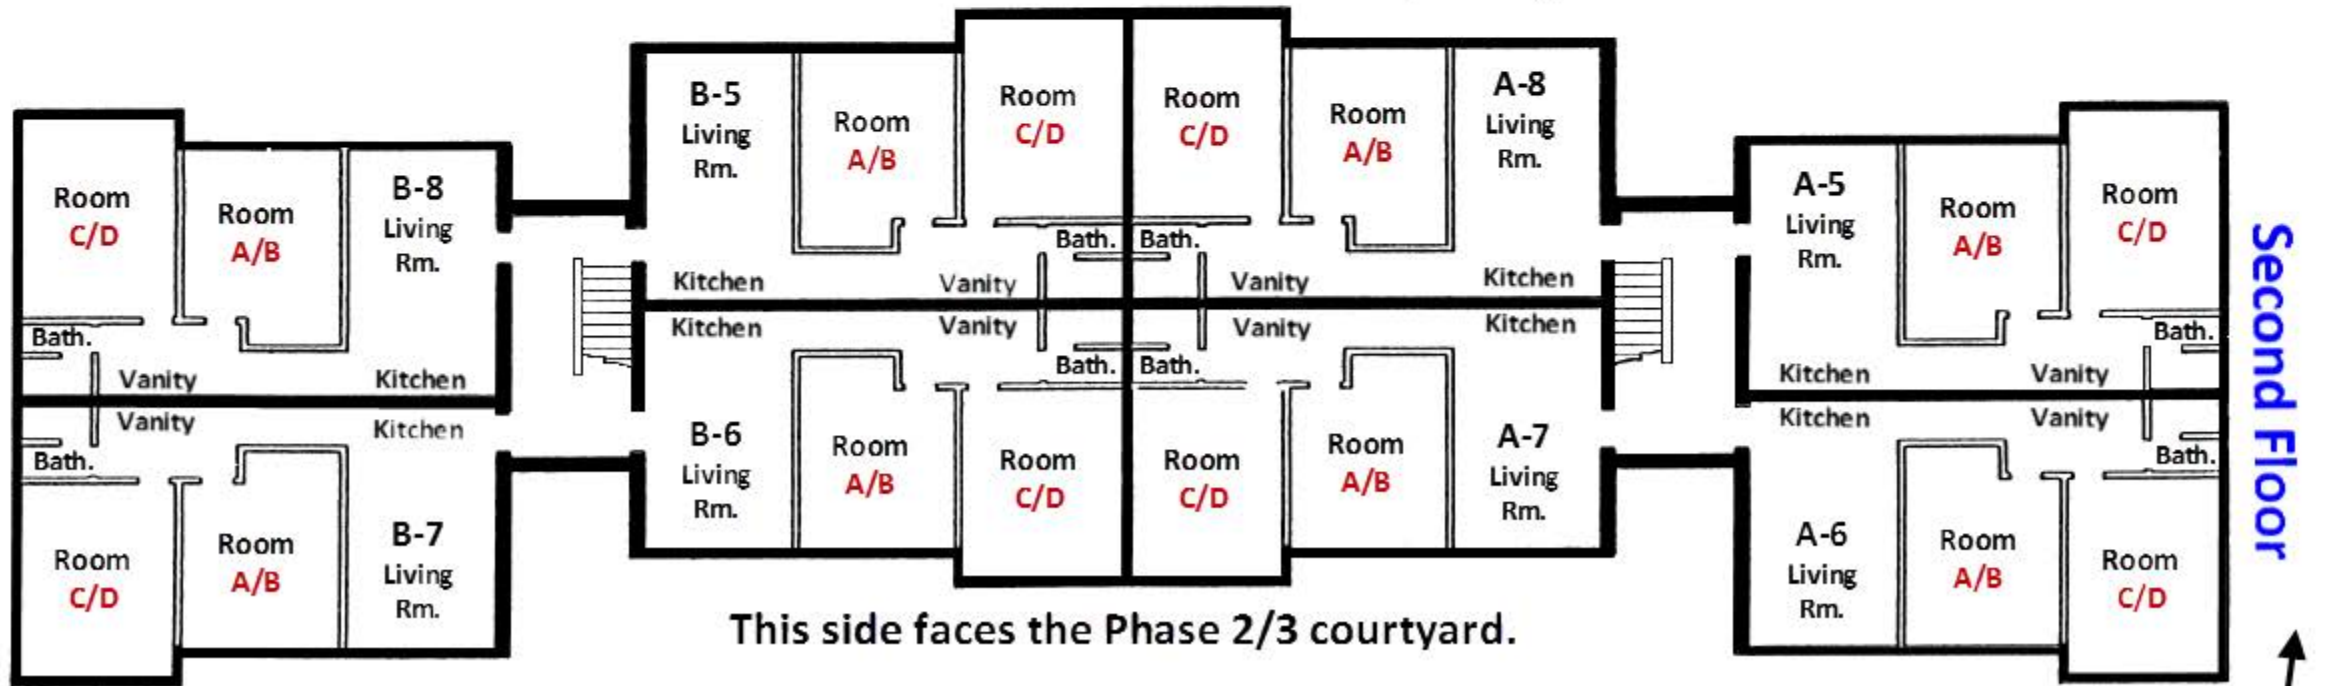 B-8
Living
Rm.
Room
C/D
Room
A/B
Bath.
Vanity
Kitchen
Vanity
Kitchen
Bath.
Room
C/D
Room
A/B
B-7
Living
Rm.
B-5
Living
Rm.
Room
A/B
Room
C/D
Bath.
Kitchen
Vanity
Kitchen
Vanity
Bath.
B-6
Living
Rm.
Room
A/B
Room
C/D
Room
C/D
Room
A/B
A-8
Living
Rm.
Bath.
Vanity
Kitchen
Vanity
Kitchen
Bath.
Room
C/D
Room
A/B
A-7
Living
Rm.
A-5
Living
Rm.
Room
A/B
Room
C/D
Bath.
Kitchen
Vanity
Kitchen
Vanity
Bath.
A-6
Living
Rm.
Room
A/B
Room
C/D
This side faces the Phase 2/3 courtyard.
Second Floor